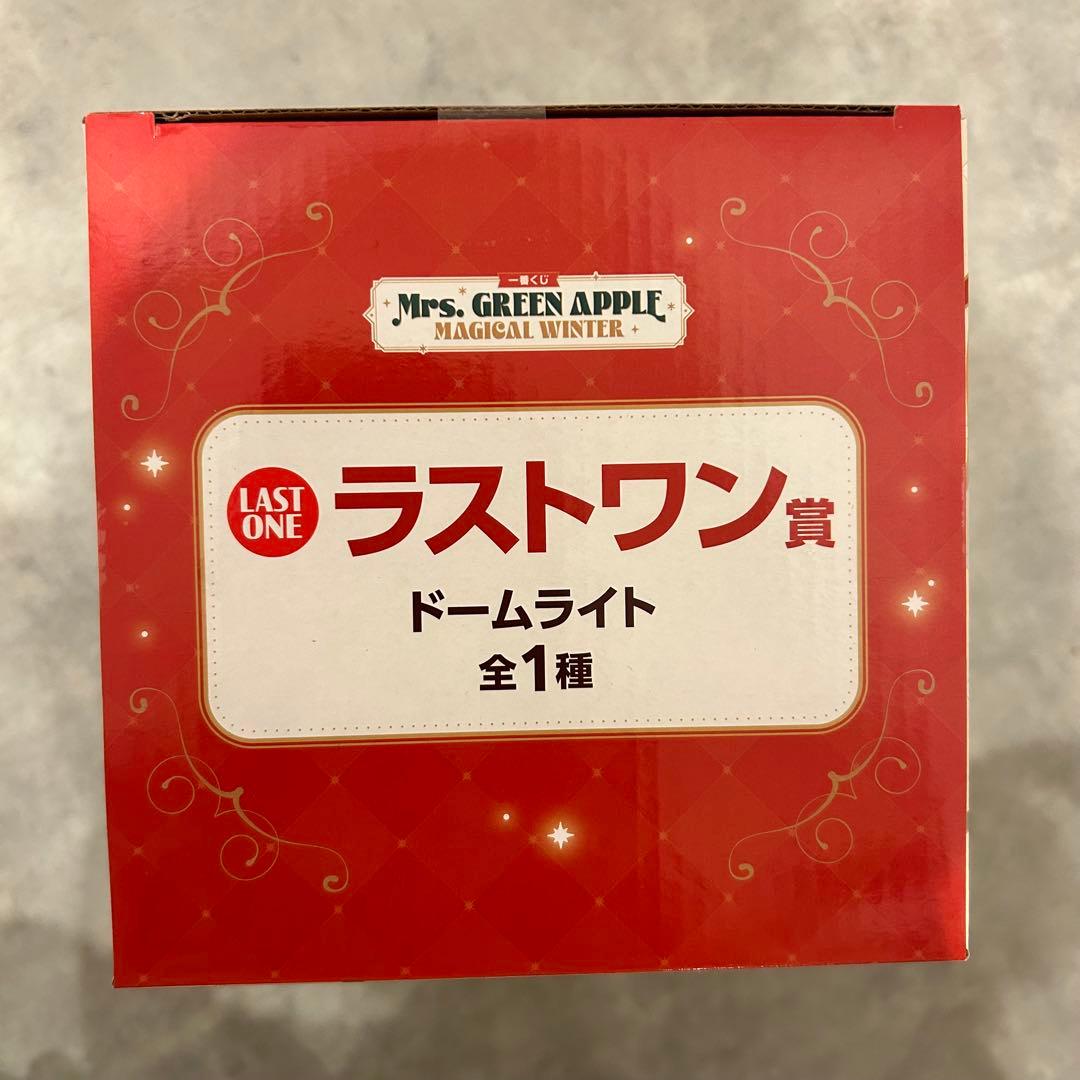 一番くじ
Mrs. GREEN APPLE
MAGICAL WINTER
LAST
ONE
ラストワン賞
ドームライト
全1種